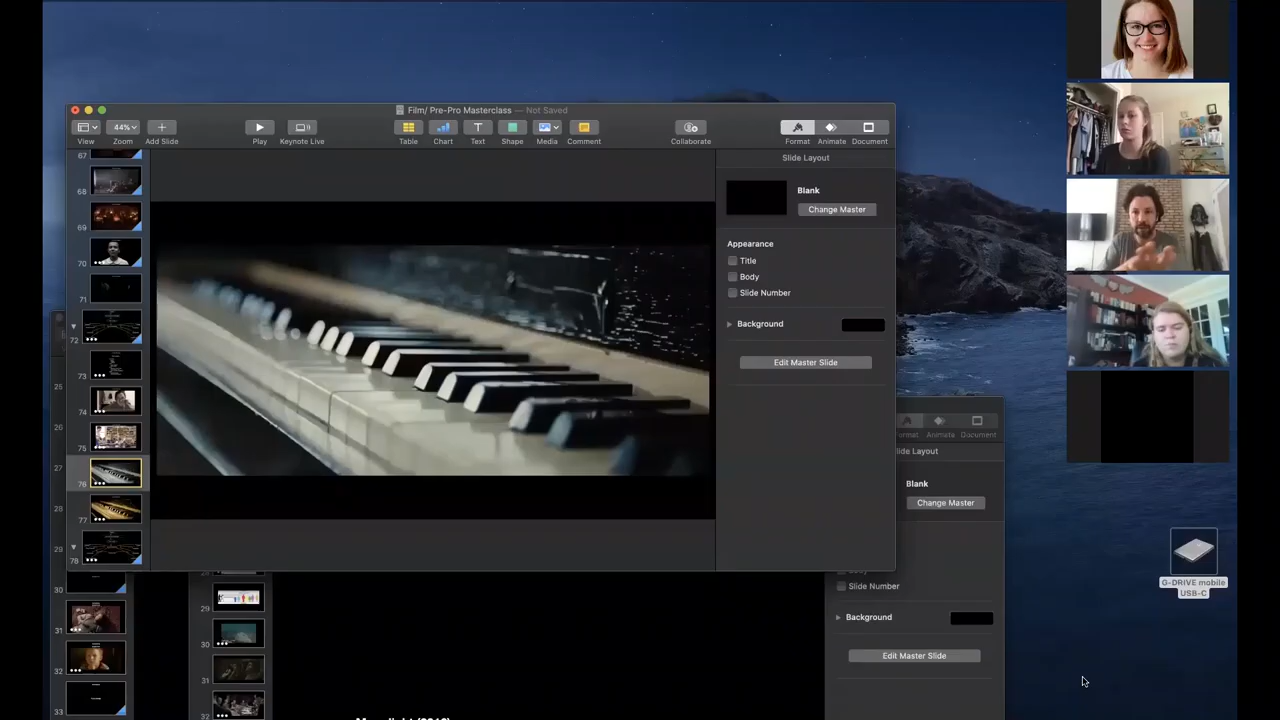 Film/ Pre-Pro Masterclass — Not Saved
44%
View
Zoom
Add Slide
Play
Keynote Live
Table
Chart
Text
Shape
Media
Comment
Collaborate
Format
Animate
Document
67
68
69
70
71
72
73
74
75
76
77
78
Slide Layout
Blank
Change Master
Appearance
Title
Body
Slide Number
Background
Edit Master Slide
25
26
27
28
29
30
31
32
33
29
30
31
32
Format
Animate
Document
Slide Layout
Blank
Change Master
Slide Number
Background
Edit Master Slide
G-DRIVE mobile
USB-C